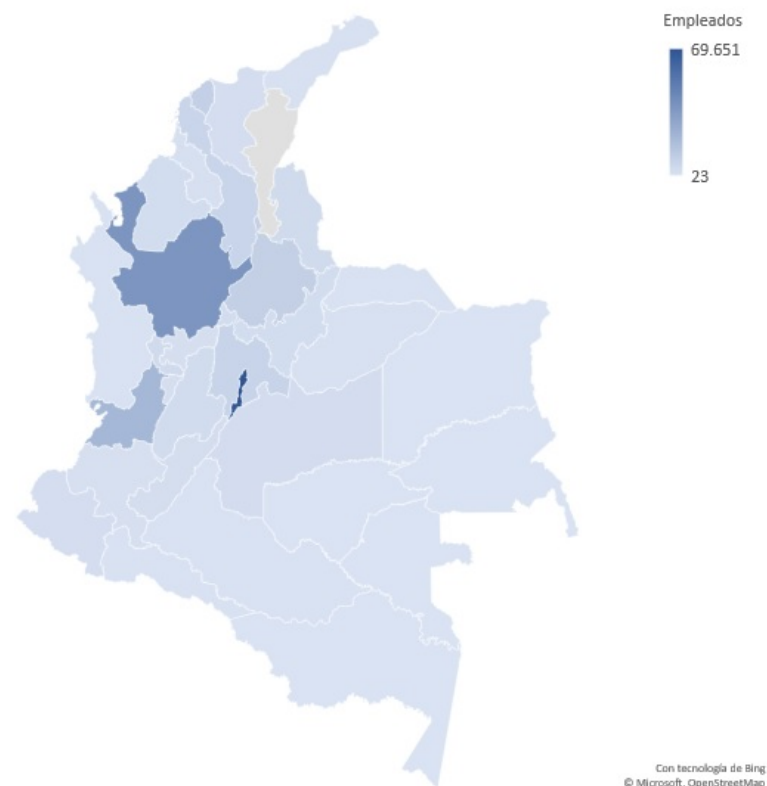 Empleados
69.651
23
Con tecnología de Bing
© Microsoft, OpenStreetMap